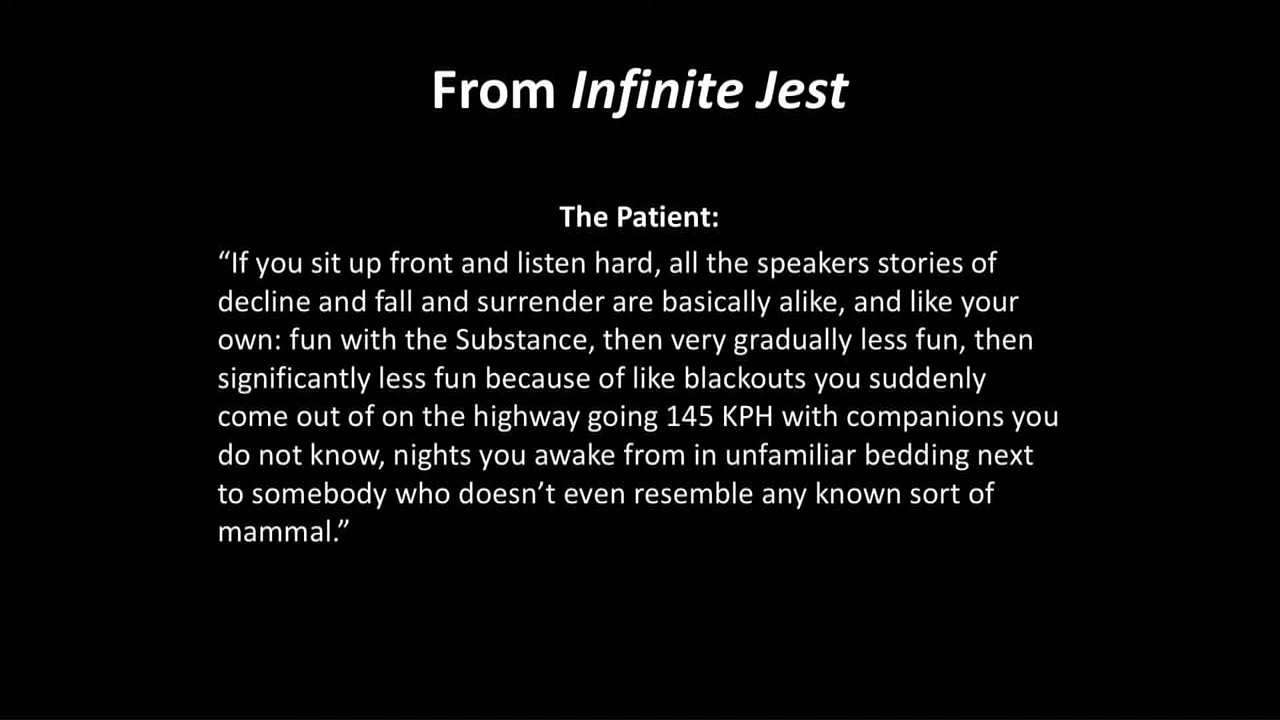 From Infinite Jest
The Patient:
“If you sit up front and listen hard, all the speakers stories of
decline and fall and surrender are basically alike, and like your
own: fun with the Substance, then very gradually less fun, then
significantly less fun because of like blackouts you suddenly
come out of on the highway going 145 KPH with companions you
do not know, nights you awake from in unfamiliar bedding next
to somebody who doesn’t even resemble any known sort of
mammal.”